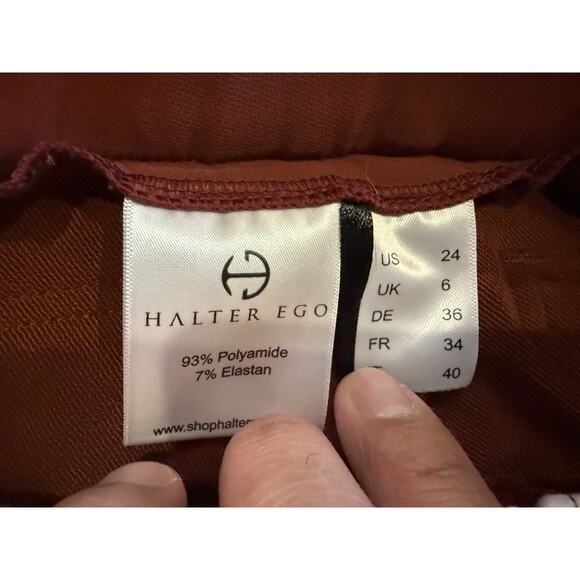 HALTER EGO
93% Polyamide
7% Elastan
www.shophalter
US 24
UK 6
DE 36
FR 34
40